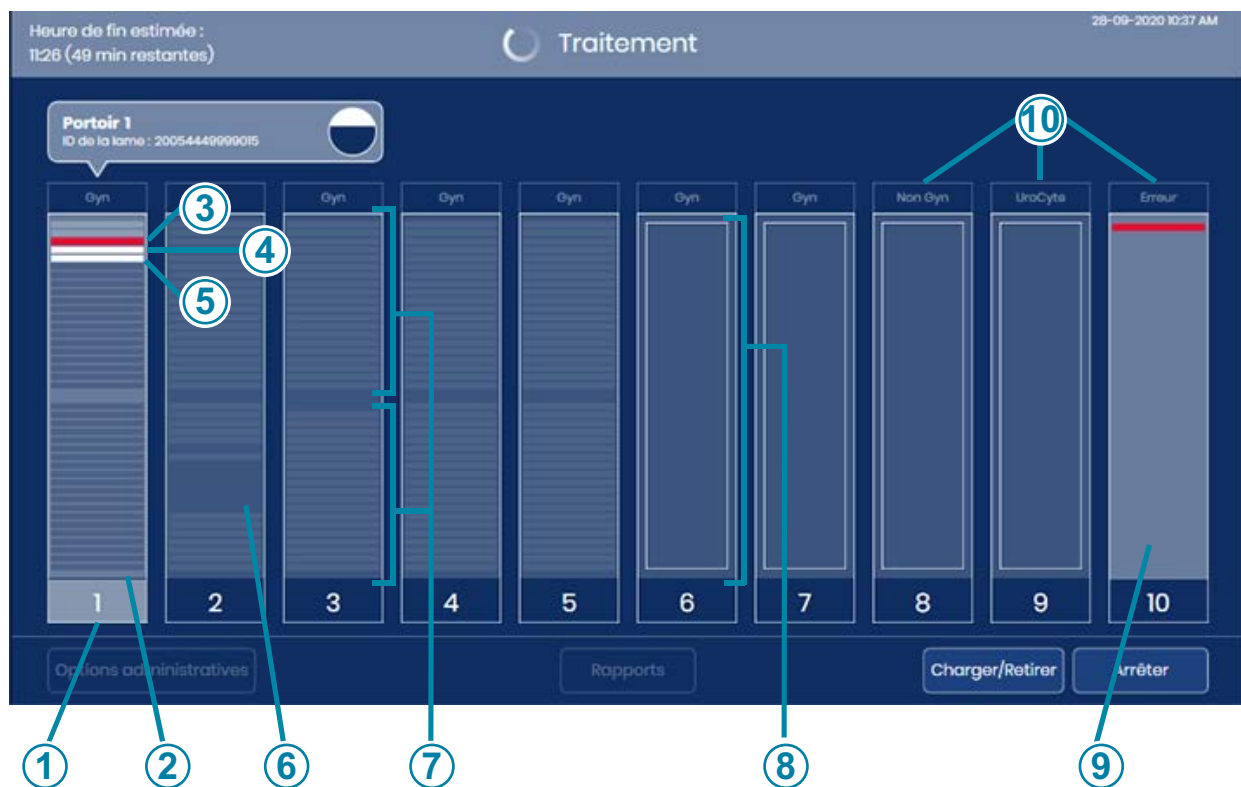 Heure de fin estimée :
11:26 (49 min restantes)
Traitement
28-09-2020 10:37 AM
Portoir 1
ID de la lame : 20054449999015
10
Gyn
Gyn
Gyn
Gyn
Gyn
Gyn
Non Gyn
UroCyte
Erreur
3
4
5
1
2
3
4
5
6
7
8
9
10
Options administratives
Rapports
Charger/Retirer
Arrêter
1
2
6
7
8
9